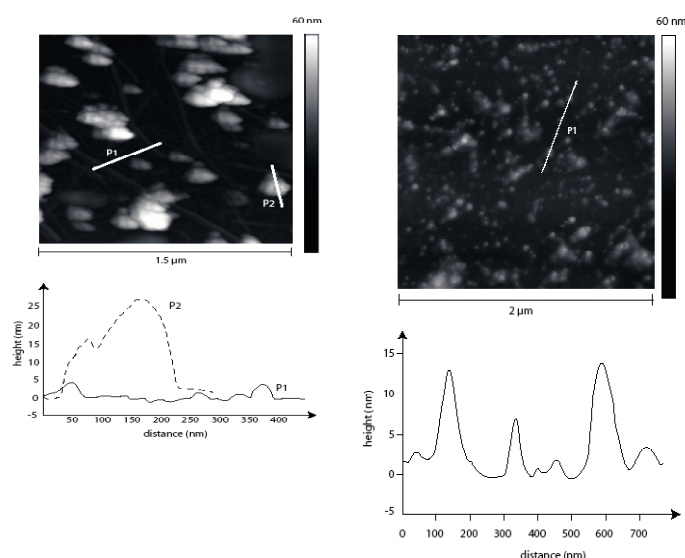 60 nm
P1
P2
1.5 µm
height (nm)
25
20
15
10
5
0
-5
P2
P1
50 100 150 200 250 300 350 400
distance (nm)
60 nm
P1
2 µm
height (nm)
15
10
5
0
-5
0 100 200 300 400 500 600 700
distance (nm)